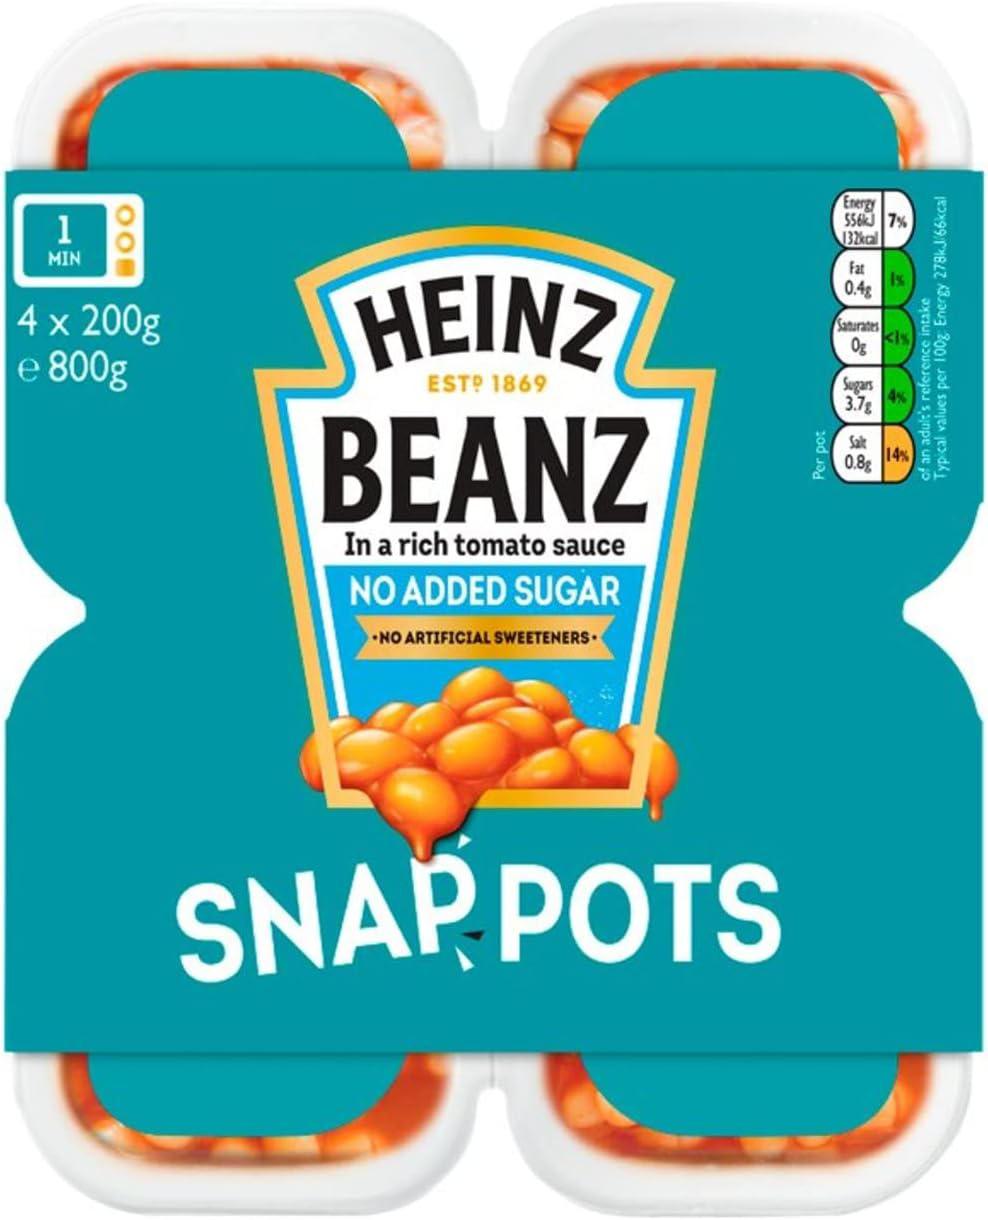 1
MIN
4 x 200g
℮ 800g
HEINZ
ESTD 1869
BEANZ
In a rich tomato sauce
NO ADDED SUGAR
•NO ARTIFICIAL SWEETENERS•
SNAP POTS
Per pot
Energy
556kJ
132kcal
7%
Fat
0.4g
1%
Saturates
0g
<1%
Sugars
3.7g
4%
Salt
0.8g
14%
of an adult's reference intake
Typical values per 100g: Energy 278kJ/66kcal